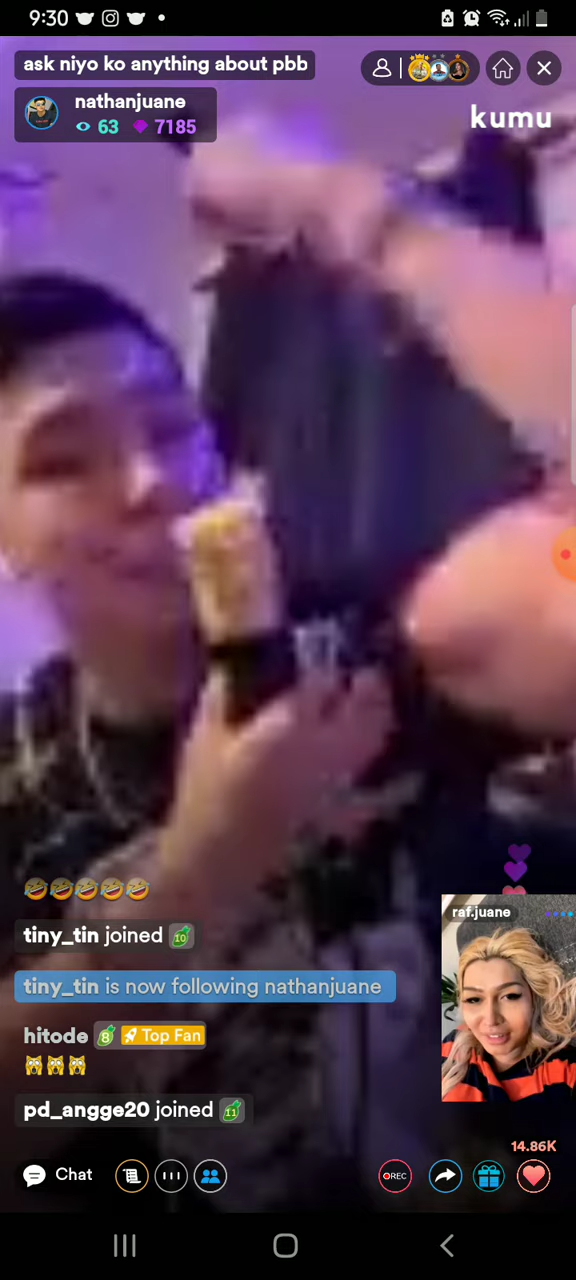 9:30
ask niyo ko anything about pbb
nathanjuane
63 7185
kumu
🤣🤣🤣🤣🤣
raf.juane
tiny_tin joined 10
tiny_tin is now following nathanjuane
hitode 8 Top Fan
🙀🙀🙀
pd_angge20 joined 11
14.86K
Chat
REC